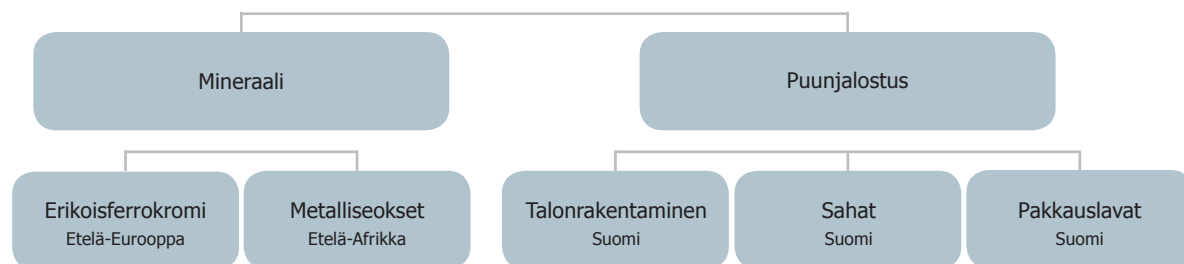 Mineraali
Puunjalostus
Erikoisferrokromi
Etelä-Eurooppa
Metalliseokset
Etelä-Afrikka
Talonrakentaminen
Suomi
Sahat
Suomi
Pakkauslavat
Suomi